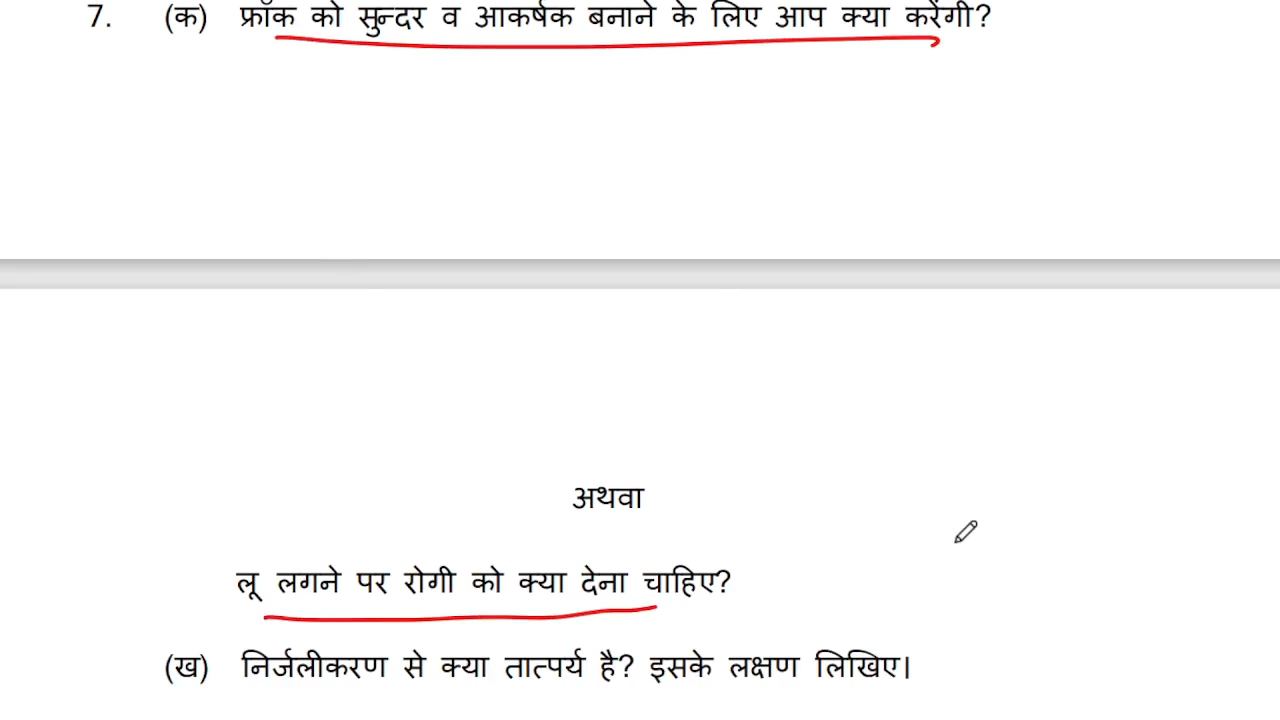 7. (क) फ्रॉक को सुन्दर व आकर्षक बनाने के लिए आप क्या करेंगी?
अथवा
लू लगने पर रोगी को क्या देना चाहिए?
(ख) निर्जलीकरण से क्या तात्पर्य है? इसके लक्षण लिखिए।